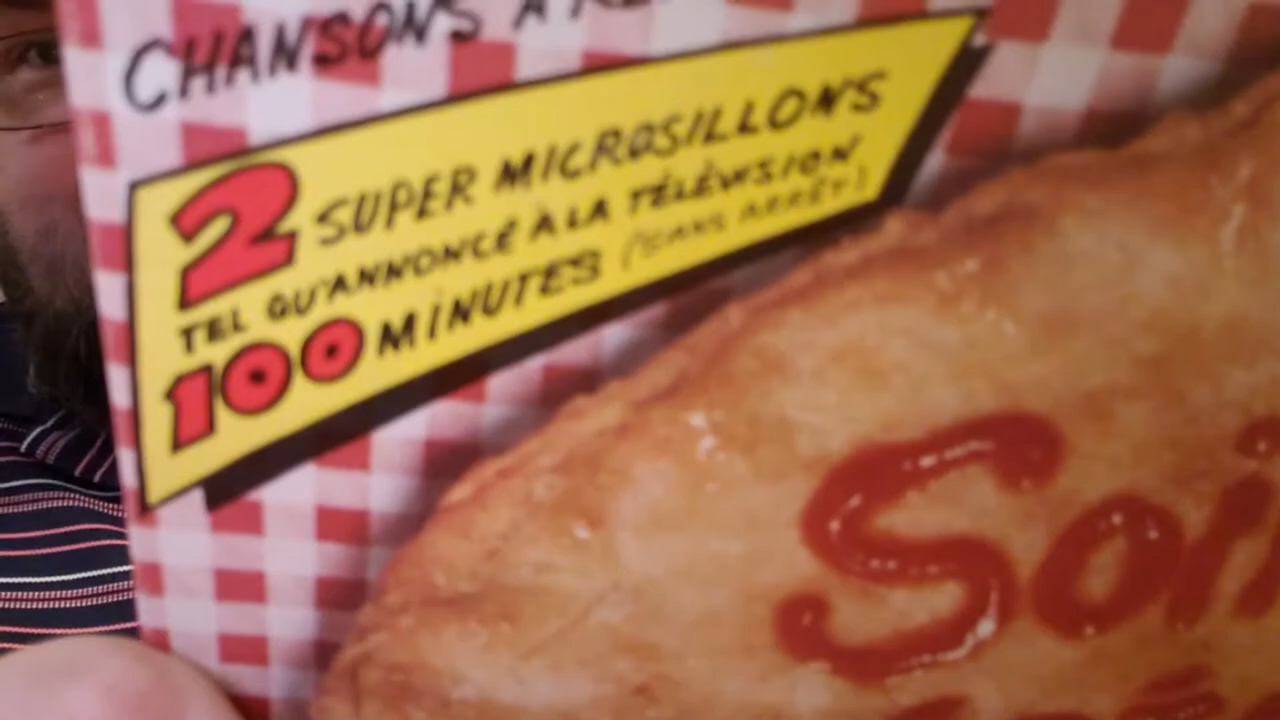 CHANSONS À
2 SUPER MICROSILLONS
TEL QU'ANNONCÉ À LA TÉLÉVISION
100 MINUTES (SANS ARRÊT)
Soi